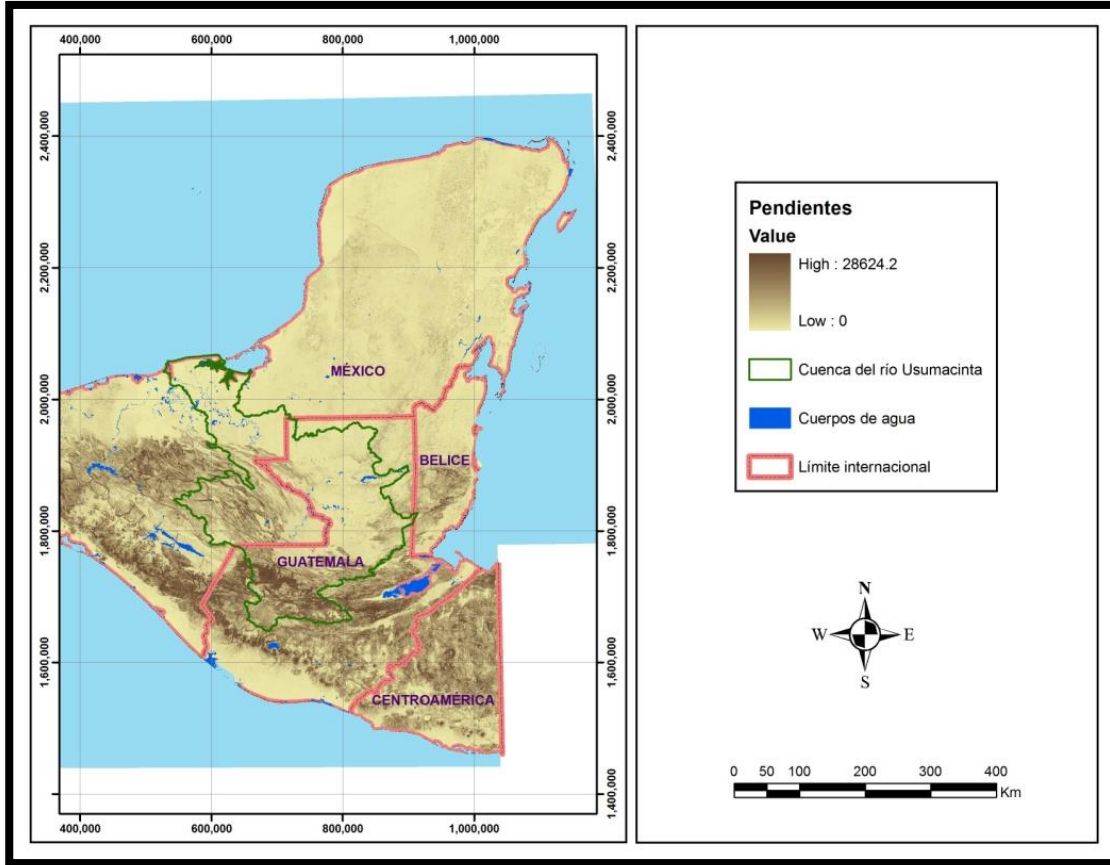 400,000 600,000 800,000 1,000,000
2,400,000 2,400,000
2,200,000 2,200,000
2,000,000 2,000,000
1,800,000 1,800,000
1,600,000 1,600,000
1,400,000 1,400,000
MÉXICO
BELICE
GUATEMALA
CENTROAMÉRICA
400,000 600,000 800,000 1,000,000
Pendientes
Value
High : 28624.2
Low : 0
Cuenca del río Usumacinta
Cuerpos de agua
Límite internacional
N
W E
S
0 50 100 200 300 400
Km